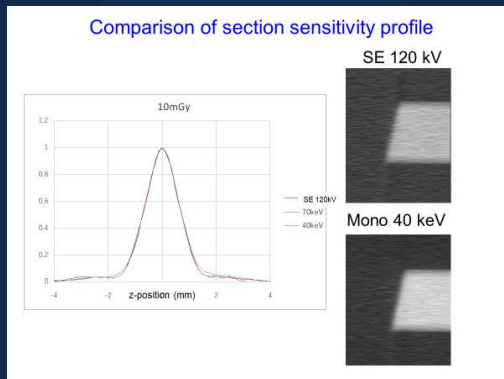 Comparison of section sensitivity profile
SE 120 kV
10mGy
1.2
1
0.8
0.6
0.4
0.2
0
-4
-2
0
2
4
z-position (mm)
SE 120kV
70keV
40keV
Mono 40 keV